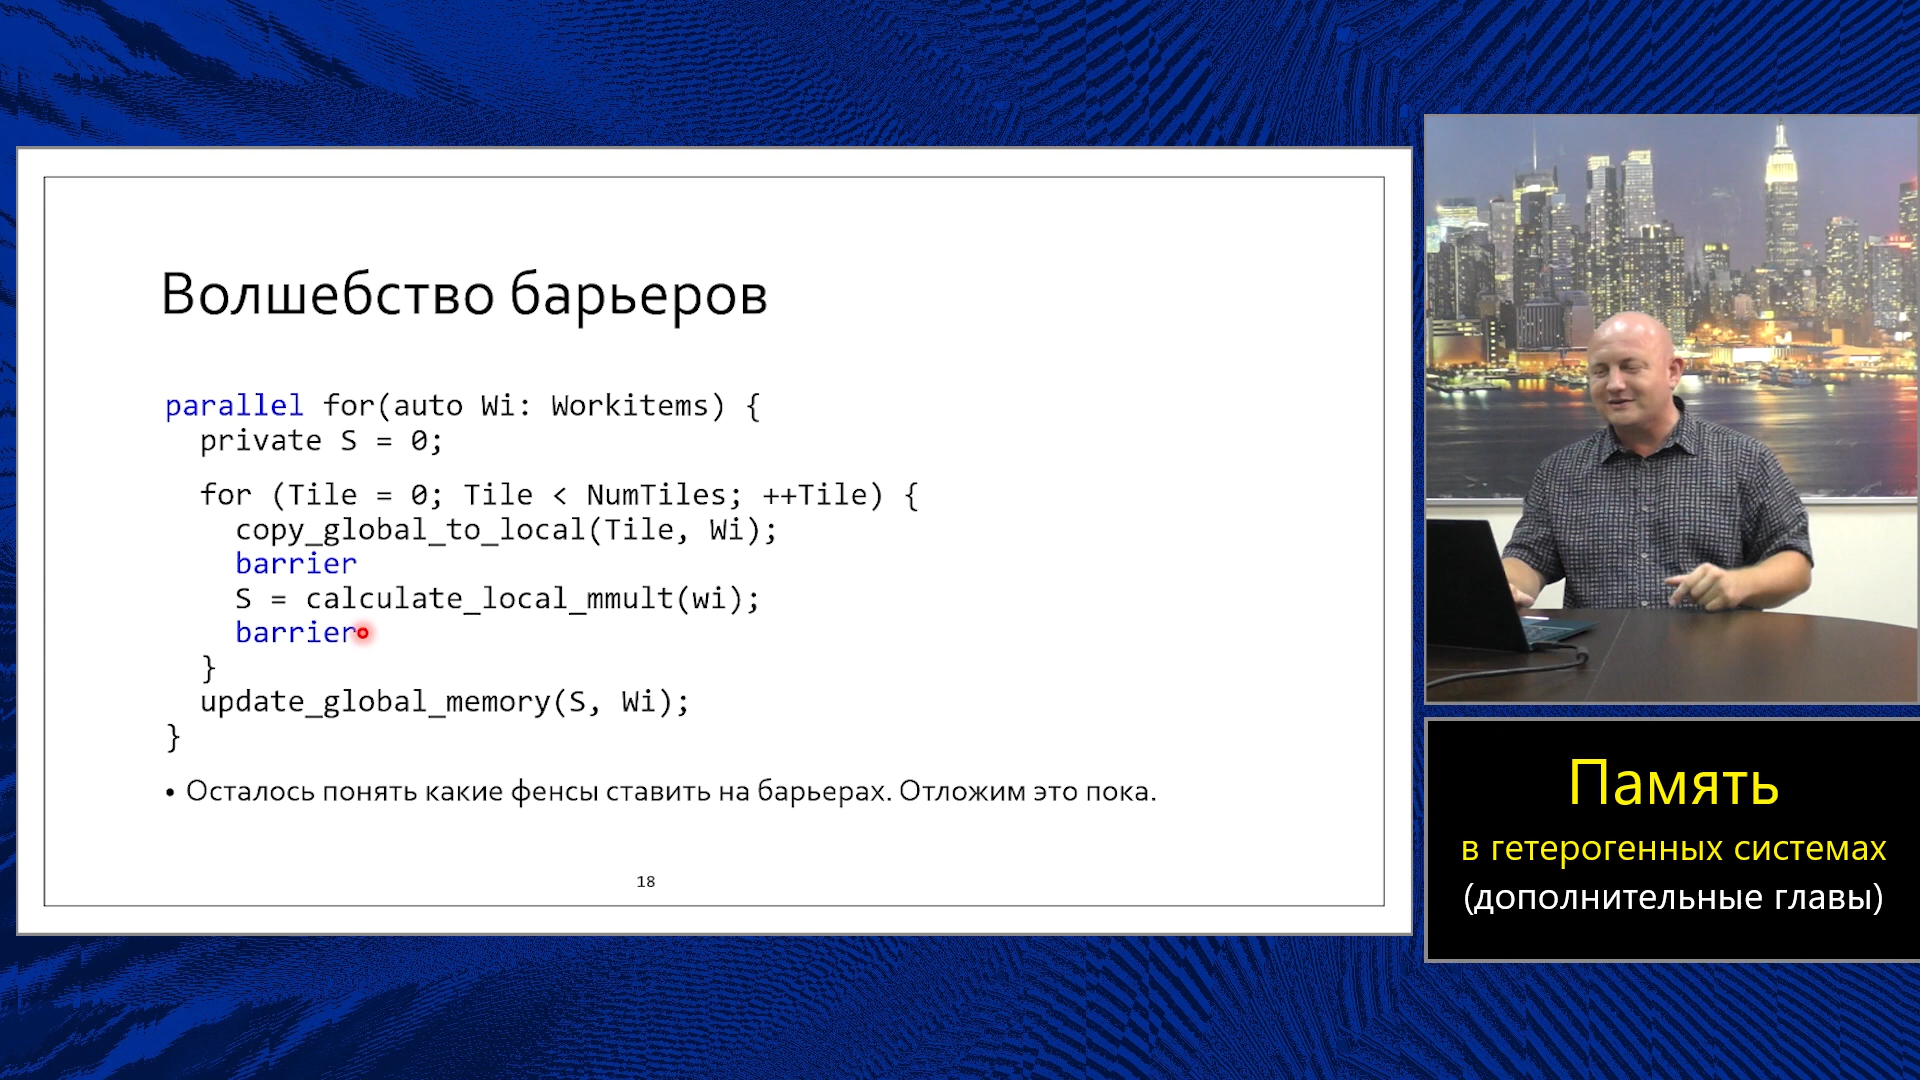 Волшебство барьеров
parallel for(auto Wi: Workitems) {
private S = 0;
for (Tile = 0; Tile < NumTiles; ++Tile) {
copy_global_to_local(Tile, Wi);
barrier
S = calculate_local_mmult(wi);
barrier
}
update_global_memory(S, Wi);
}
• Осталось понять какие фенсы ставить на барьерах. Отложим это пока.
18
Память
в гетерогенных системах
(дополнительные главы)